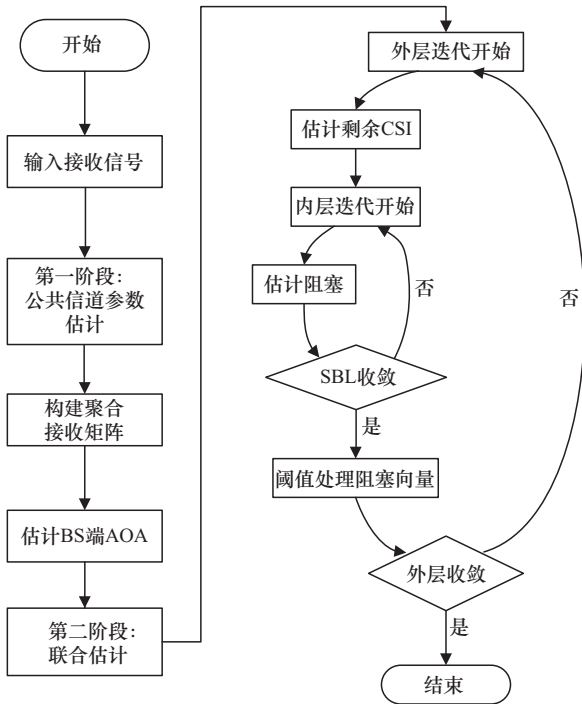 开始
输入接收信号
第一阶段：
公共信道参数
估计
构建聚合
接收矩阵
估计BS端AOA
第二阶段：
联合估计
外层迭代开始
估计剩余CSI
内层迭代开始
估计阻塞
否
SBL收敛
是
阈值处理阻塞向量
外层收敛
否
是
结束